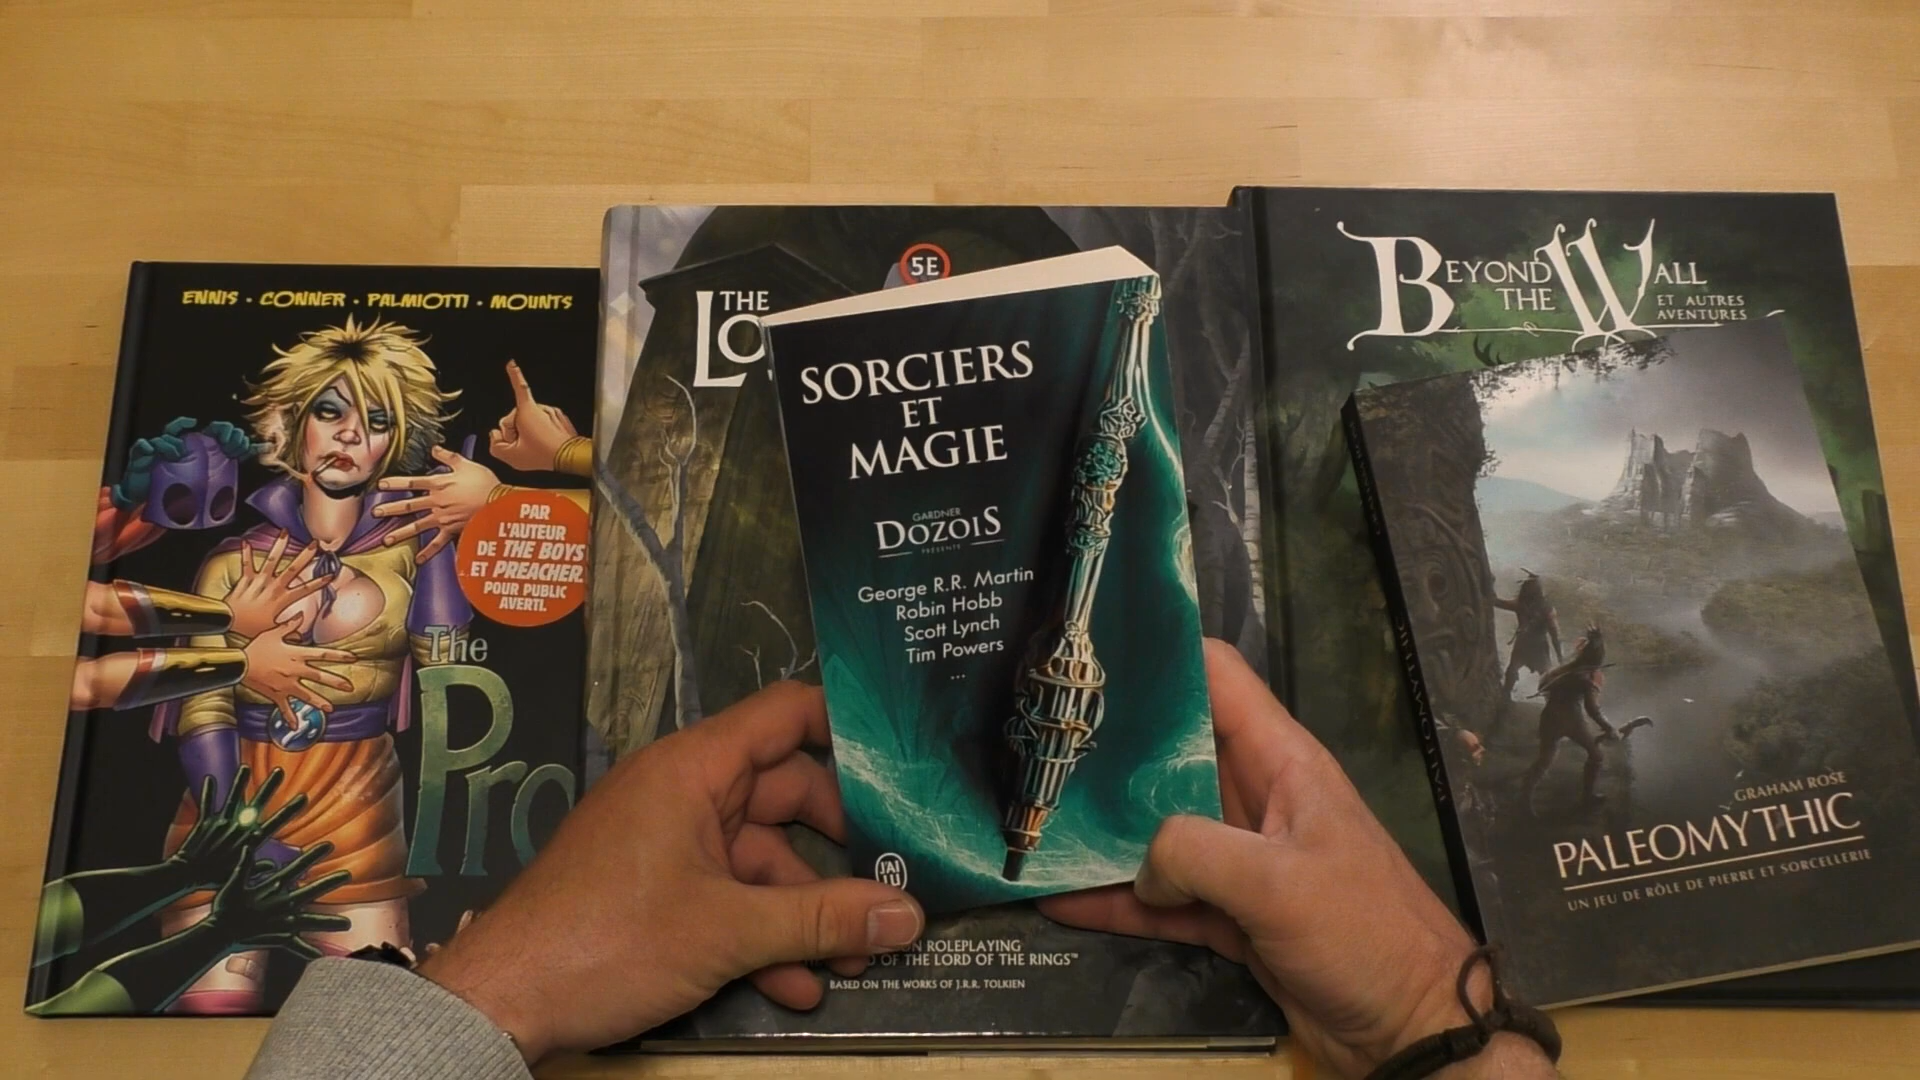 ENNIS · CONNER · PALMIOTTI · MOUNTS
PAR
L'AUTEUR
DE THE BOYS
ET PREACHER.
POUR PUBLIC
AVERTI.
The
Pro
5E
THE
LO
SORCIERS
ET
MAGIE
GARDNER
DOZOIS
PRÉSENTE
George R.R. Martin
Robin Hobb
Scott Lynch
Tim Powers
...
J'AI
LU
ROLEPLAYING
OF THE LORD OF THE RINGS™
BASED ON THE WORKS OF J.R.R. TOLKIEN
BEYOND
THE WALL
ET AUTRES
AVENTURES
PALEOMYTHIC
GRAHAM ROSE
PALEOMYTHIC
UN JEU DE RÔLE DE PIERRE ET SORCELLERIE